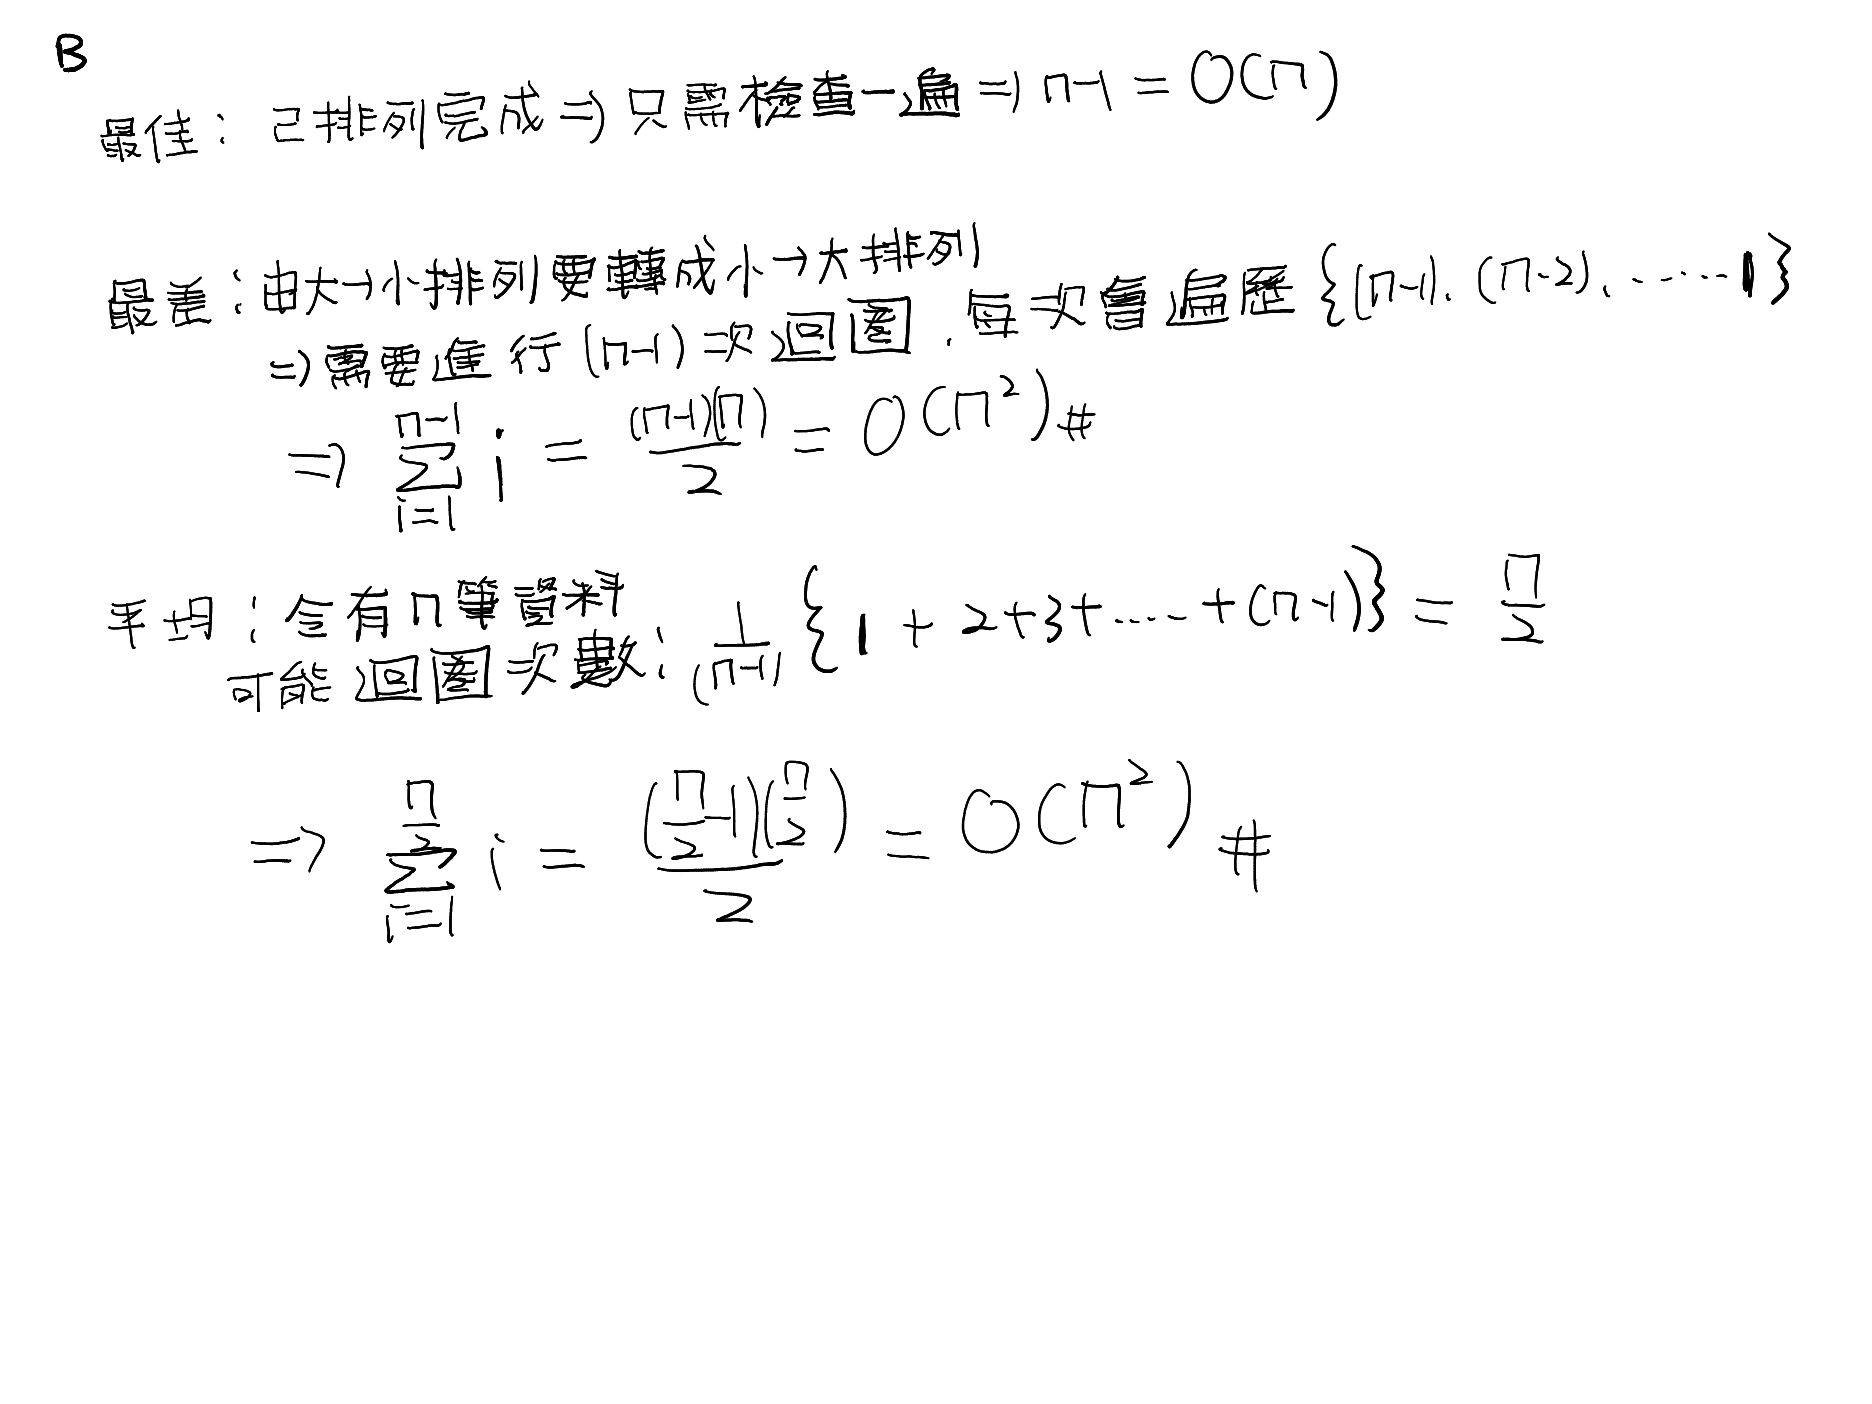 B
最佳：已排列完成 => 只需檢查一遍 => n-1 = O(n)
最差：由大→小排列要轉成小→大排列
=> 需要進行(n-1)次迴圈，每次會遍歷{(n-1), (n-2), ......1}
=> \sum_{i=1}^{n-1} i = \frac{(n-1)(n)}{2} = O(n^2) #
平均：含有n筆資料
可能迴圈次數：\frac{1}{(n-1)} {1 + 2+3+.....+(n-1)} = \frac{n}{2}
=> \sum_{i=1}^{\frac{n}{2}} i = \frac{(\frac{n}{2}-1)(\frac{n}{2})}{2} = O(n^2) #